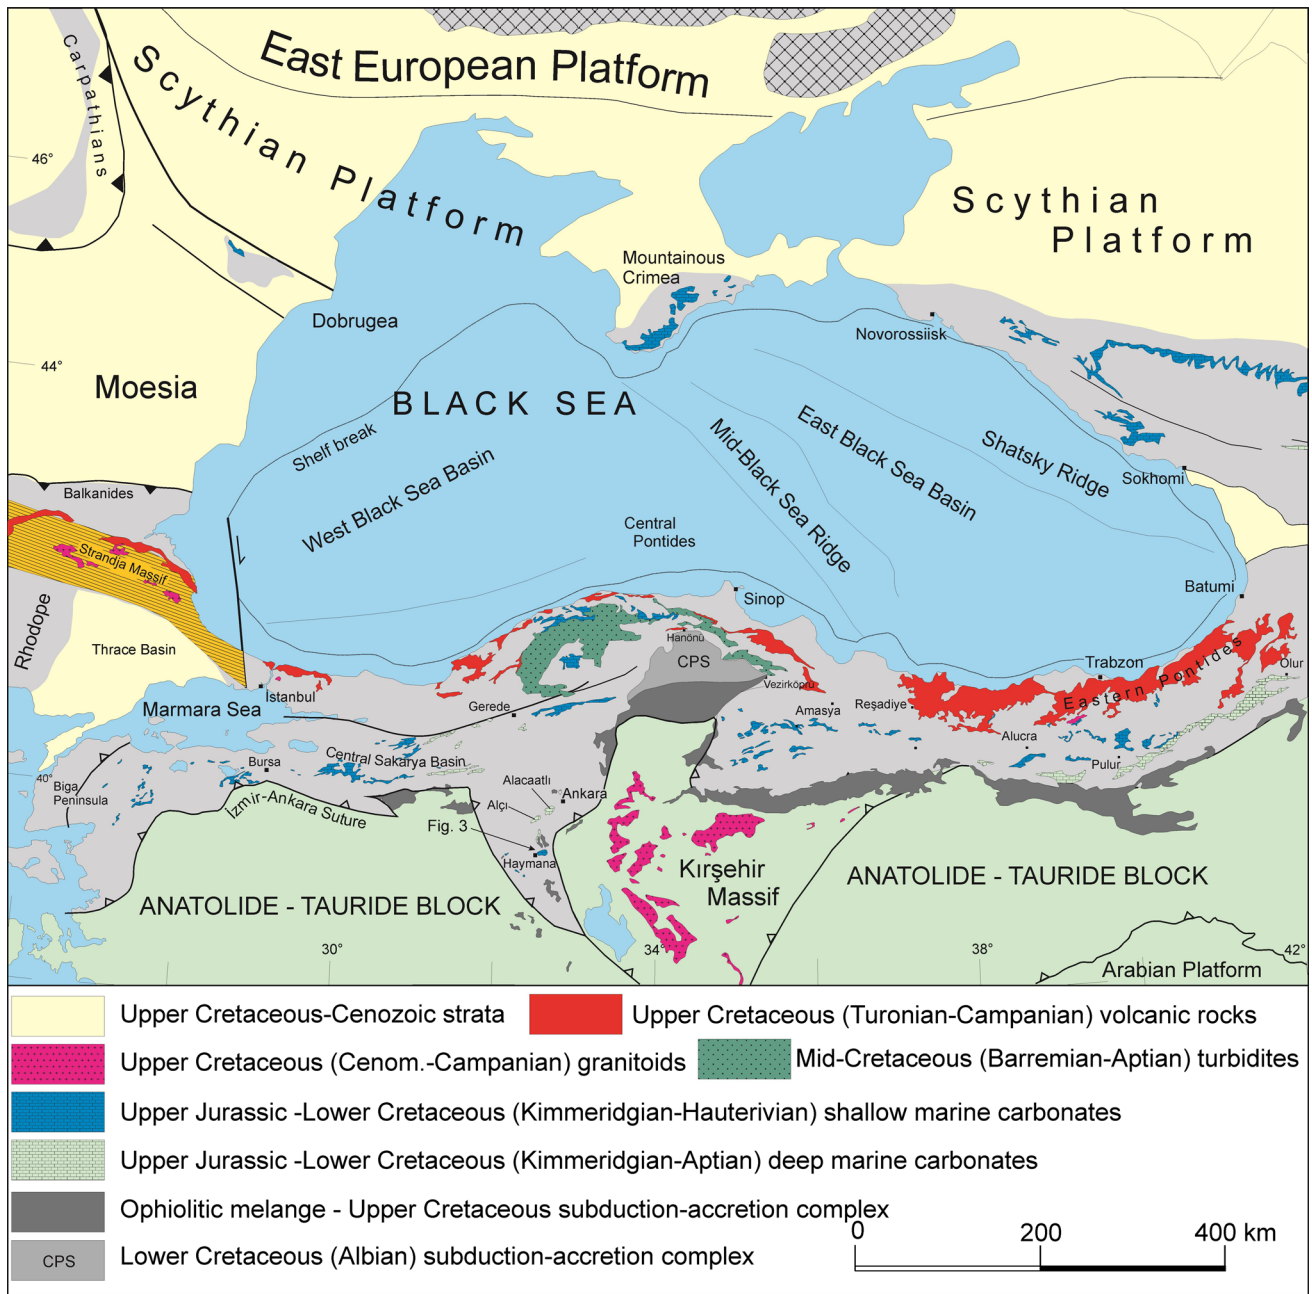 East European Platform
Scythian Platform
Carpathians
46°
Scythian
Platform
Mountainous
Crimea
Dobrugea
Novorossiisk
44°
Moesia
BLACK SEA
Shelf break
West Black Sea Basin
Mid-Black Sea Ridge
East Black Sea Basin
Shatsky Ridge
Sokhomi
Balkanides
Strandja Massif
Central
Pontides
Sinop
Batumi
Rhodope
Thrace Basin
Hanönü
CPS
Vezirköprü
Trabzon
Eastern Pontides
Olur
İstanbul
Marmara Sea
Gerede
Amasya
Reşadiye
Alucra
Pulur
Central Sakarya Basin
Bursa
40°
Biga
Peninsula
İzmir-Ankara Suture
Alacaatlı
Ankara
Alçı
Fig. 3
Haymana
Kırşehir
Massif
ANATOLIDE - TAURIDE BLOCK
ANATOLIDE - TAURIDE BLOCK
30°
34°
38°
42°
Arabian Platform
Upper Cretaceous-Cenozoic strata
Upper Cretaceous (Turonian-Campanian) volcanic rocks
Upper Cretaceous (Cenom.-Campanian) granitoids
Mid-Cretaceous (Barremian-Aptian) turbidites
Upper Jurassic -Lower Cretaceous (Kimmeridgian-Hauterivian) shallow marine carbonates
Upper Jurassic -Lower Cretaceous (Kimmeridgian-Aptian) deep marine carbonates
Ophiolitic melange - Upper Cretaceous subduction-accretion complex
CPS
Lower Cretaceous (Albian) subduction-accretion complex
0
200
400 km